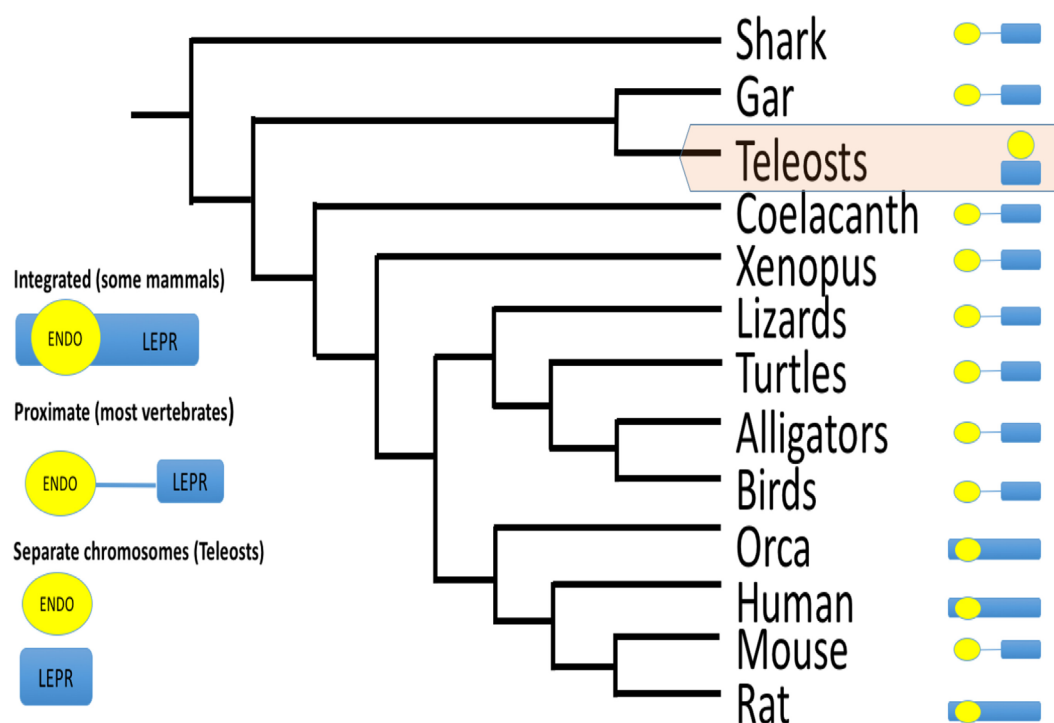 Shark
Gar
Teleosts
Coelacanth
Xenopus
Lizards
Turtles
Alligators
Birds
Orca
Human
Mouse
Rat
Integrated (some mammals)
ENDO LEPR
Proximate (most vertebrates)
ENDO LEPR
Separate chromosomes (Teleosts)
ENDO
LEPR